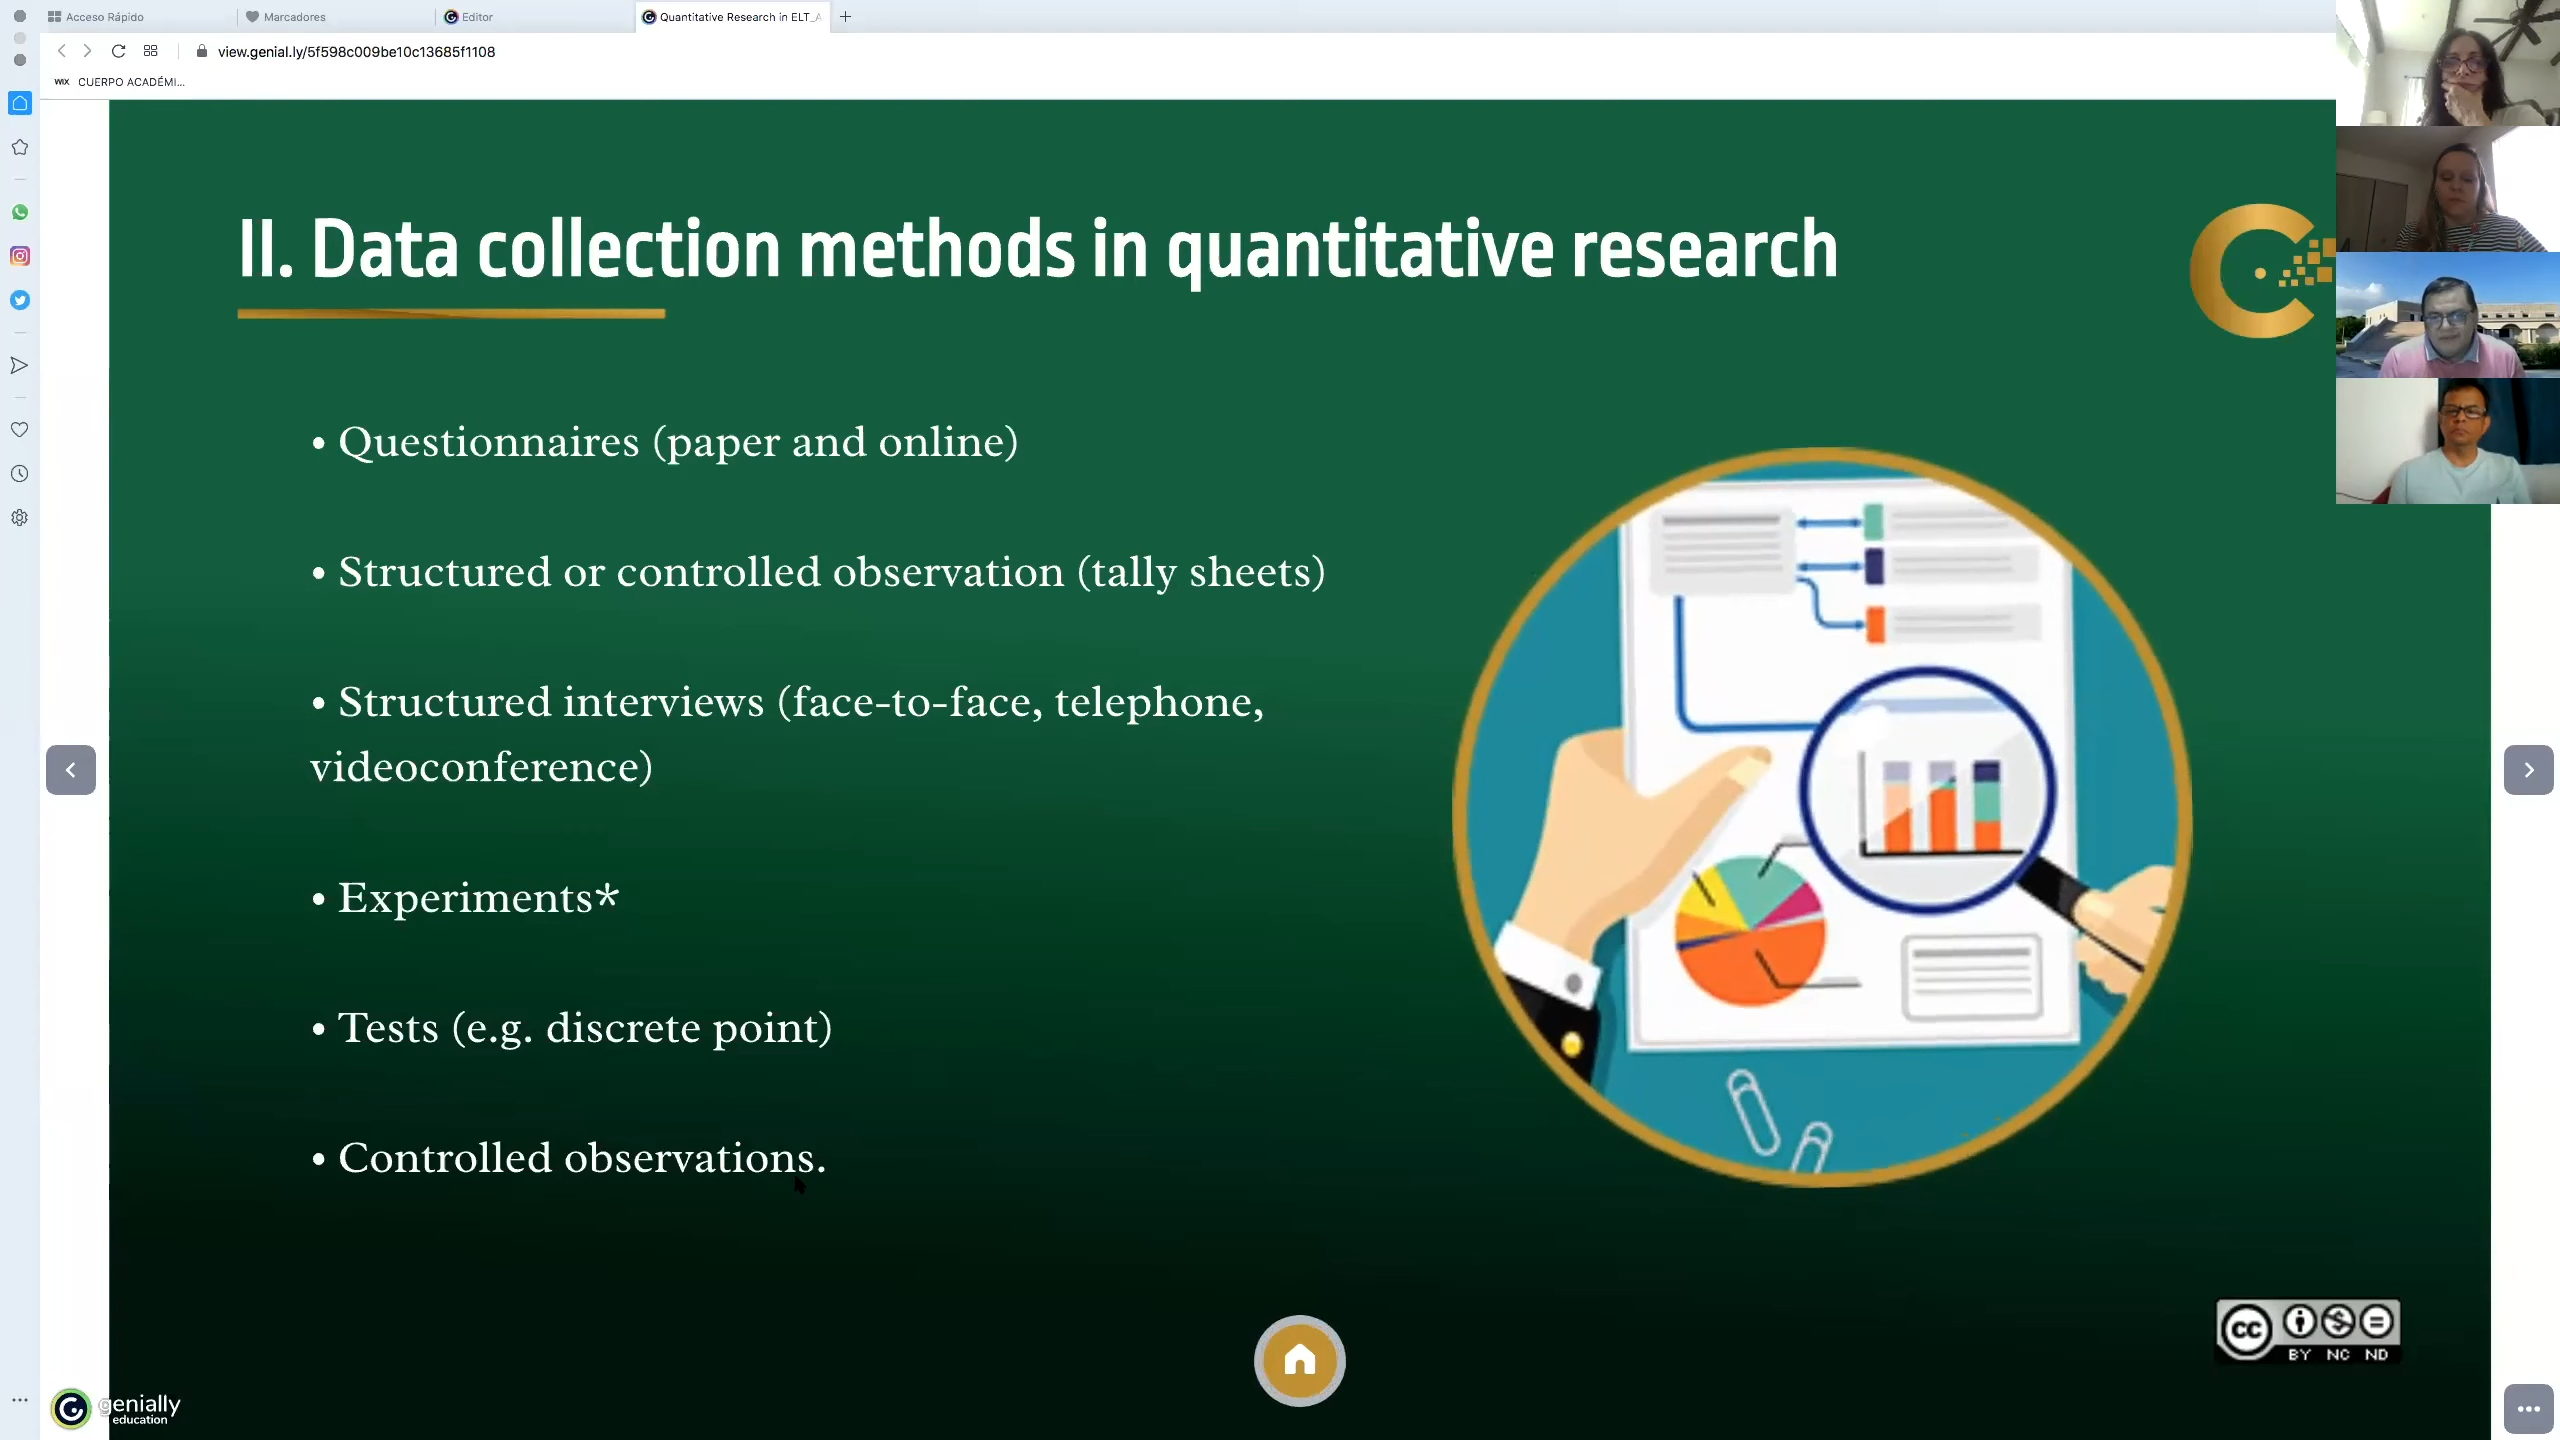 Acceso Rápido
Marcadores
Editor
Quantitative Research in ELT_A
view.genial.ly/5f598c009be10c13685f1108
WIX CUERPO ACADÉMI...
II. Data collection methods in quantitative research
• Questionnaires (paper and online)
• Structured or controlled observation (tally sheets)
• Structured interviews (face-to-face, telephone,
videoconference)
• Experiments*
• Tests (e.g. discrete point)
• Controlled observations.
cc
BY NC ND
genially
education